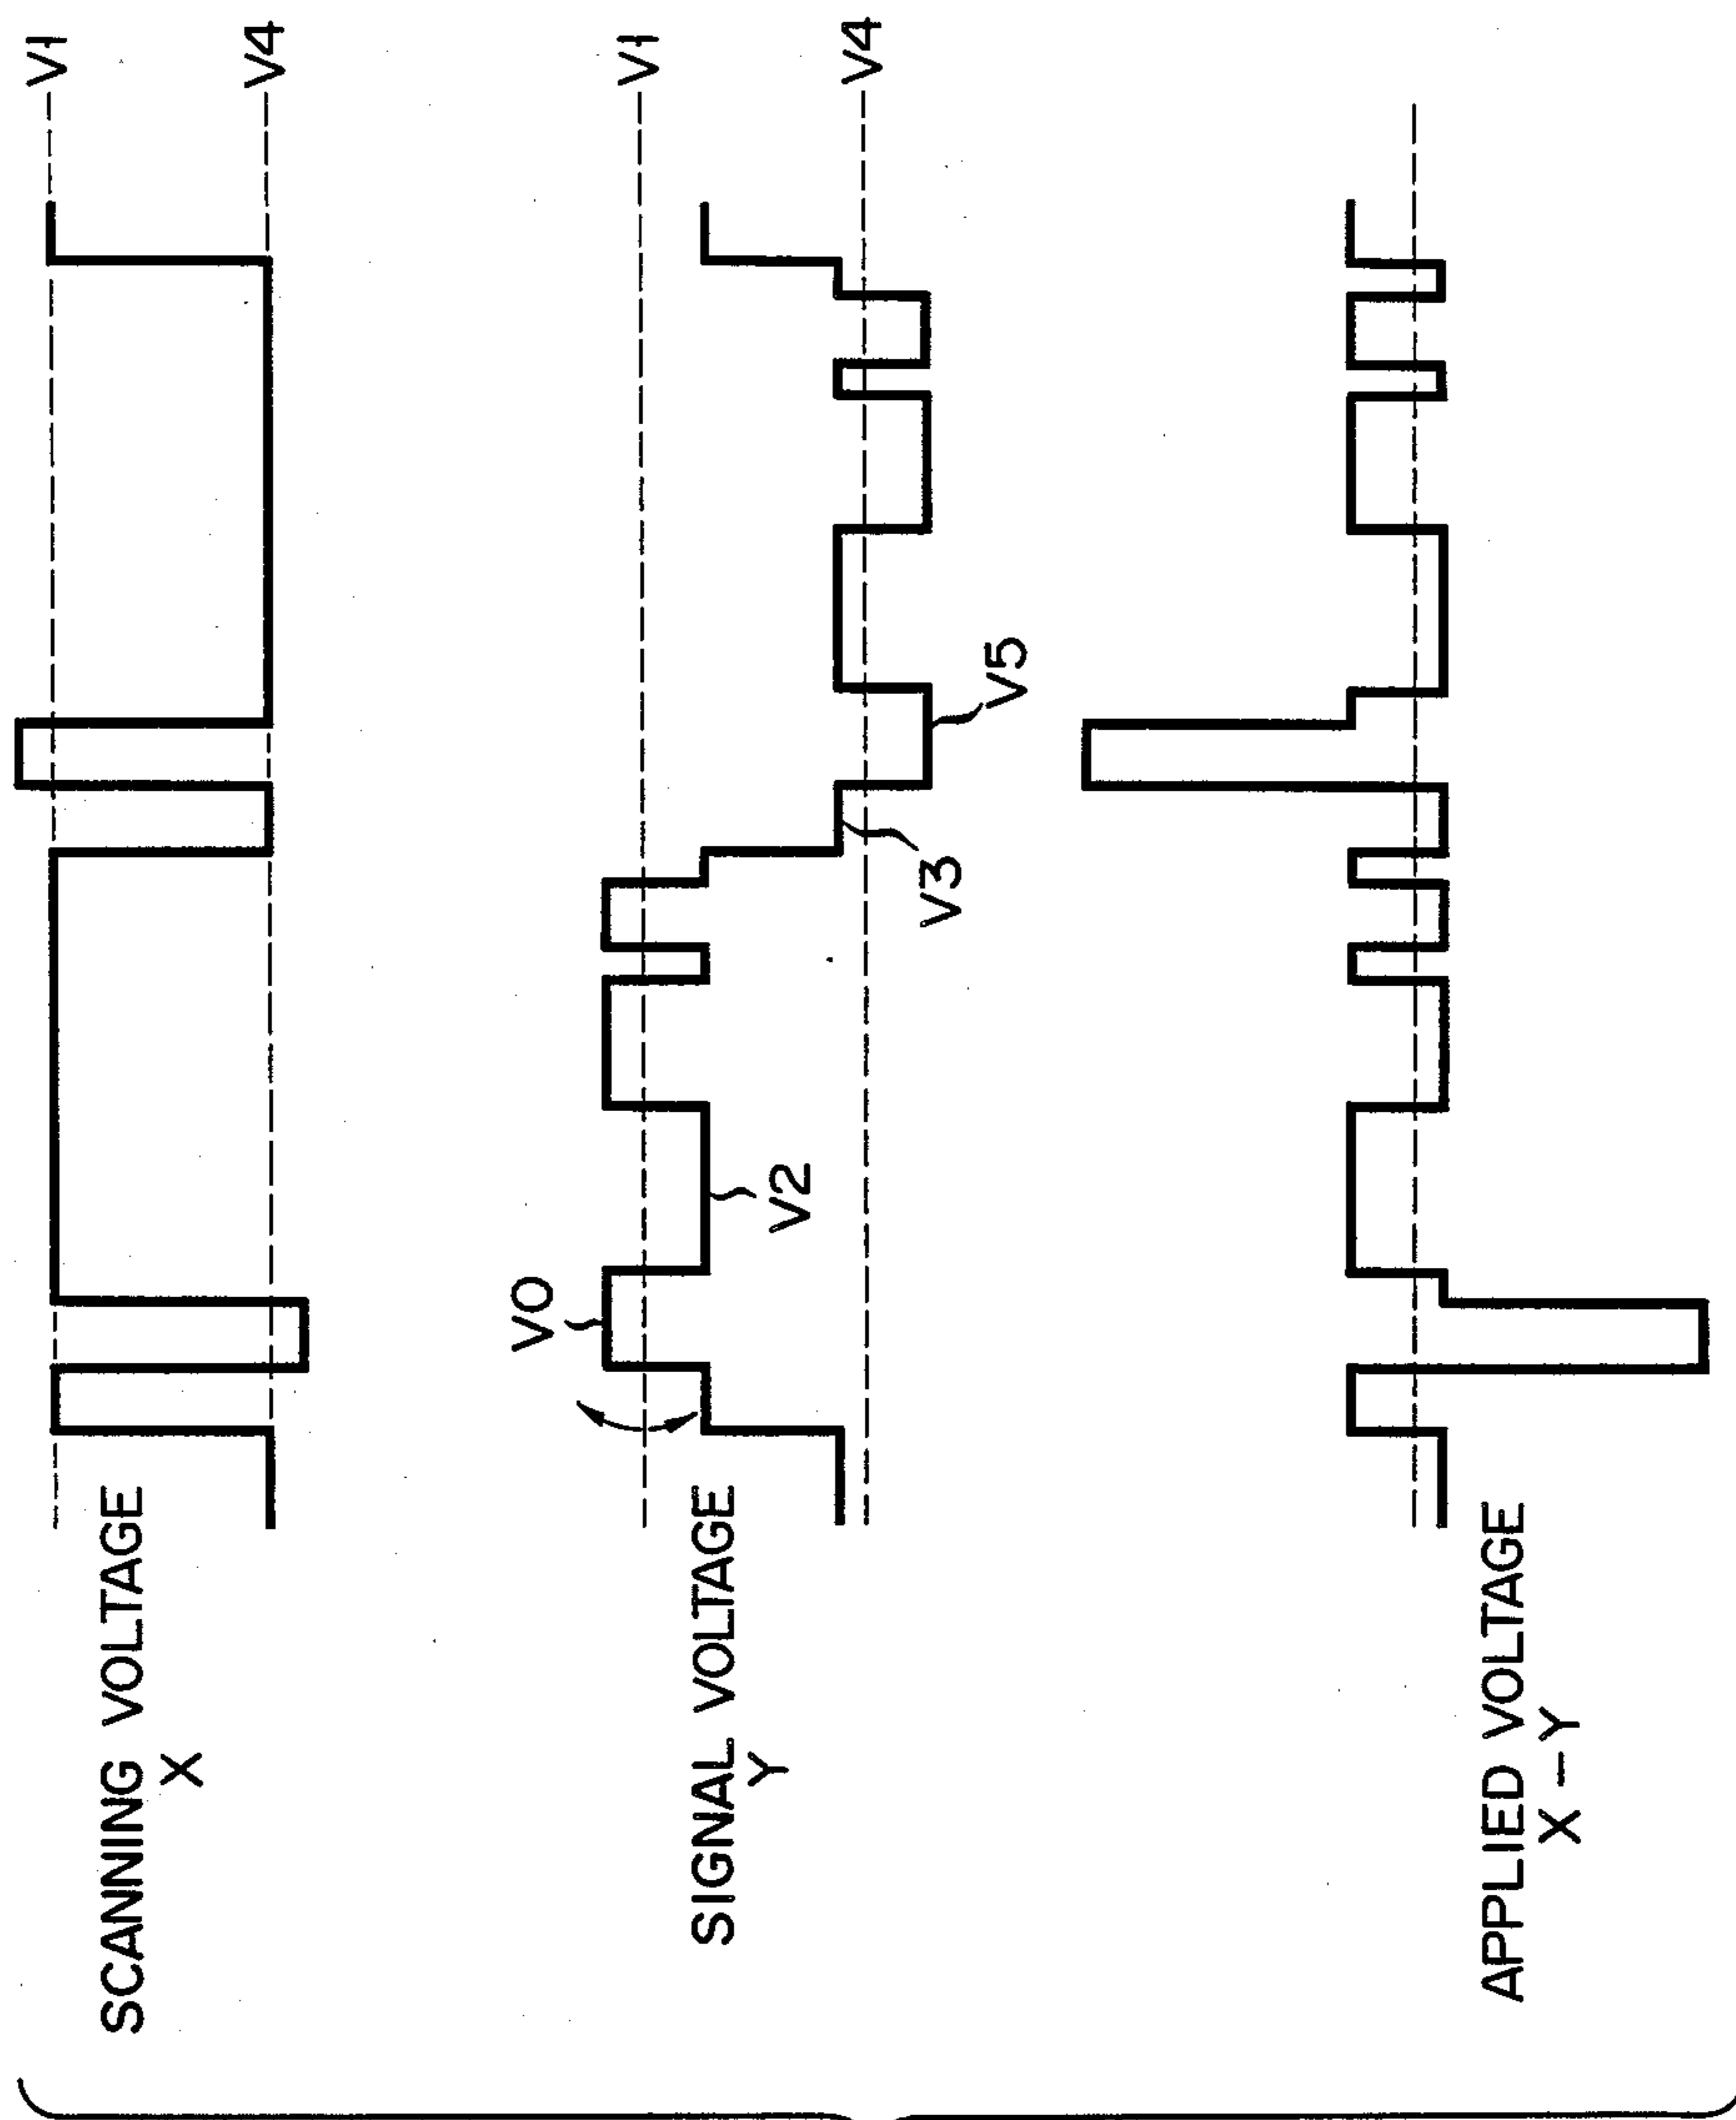 SCANNING VOLTAGE
X
V1
V4
SIGNAL VOLTAGE
Y
V0
V2
V3
V5
V1
V4
APPLIED VOLTAGE
X-Y